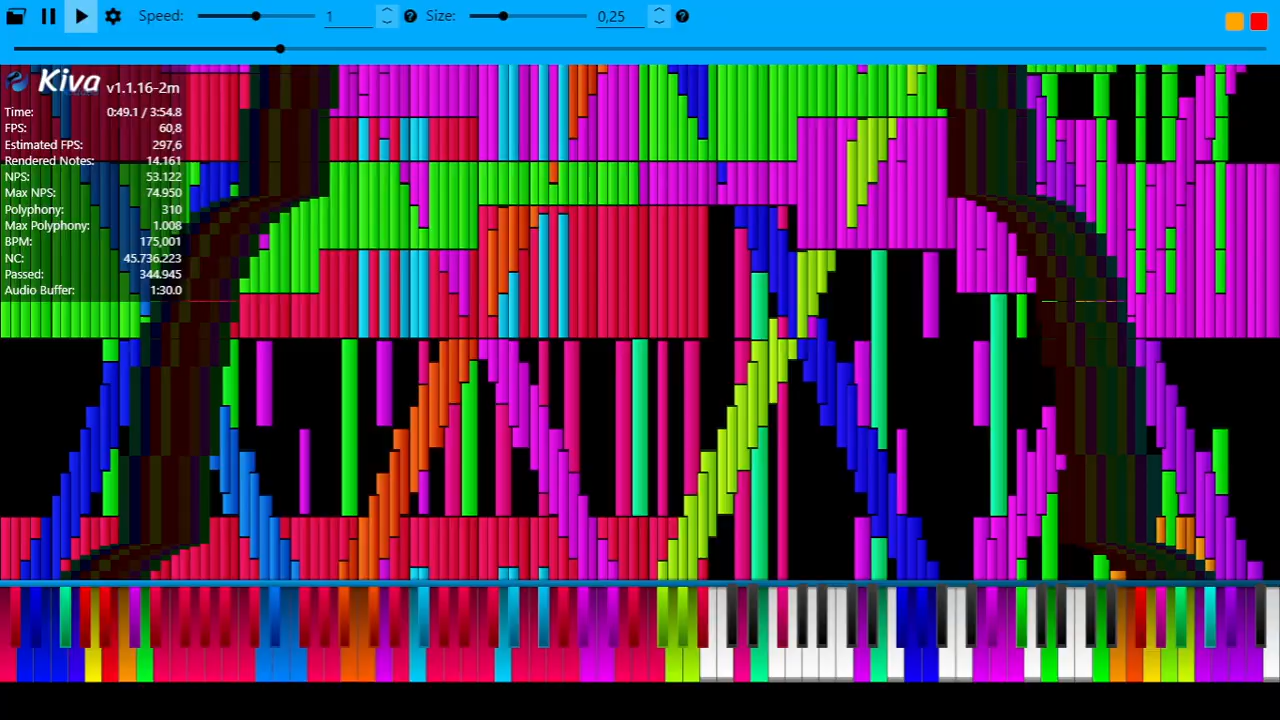 Speed: 1 Size: 0,25
Kiva v1.1.16-2m
Time: 0:49.1 / 3:54.8
FPS: 60,8
Estimated FPS: 297,6
Rendered Notes: 14.161
NPS: 53.122
Max NPS: 74.950
Polyphony: 310
Max Polyphony: 1.008
BPM: 175,001
NC: 45.736.223
Passed: 344.945
Audio Buffer: 1:30.0